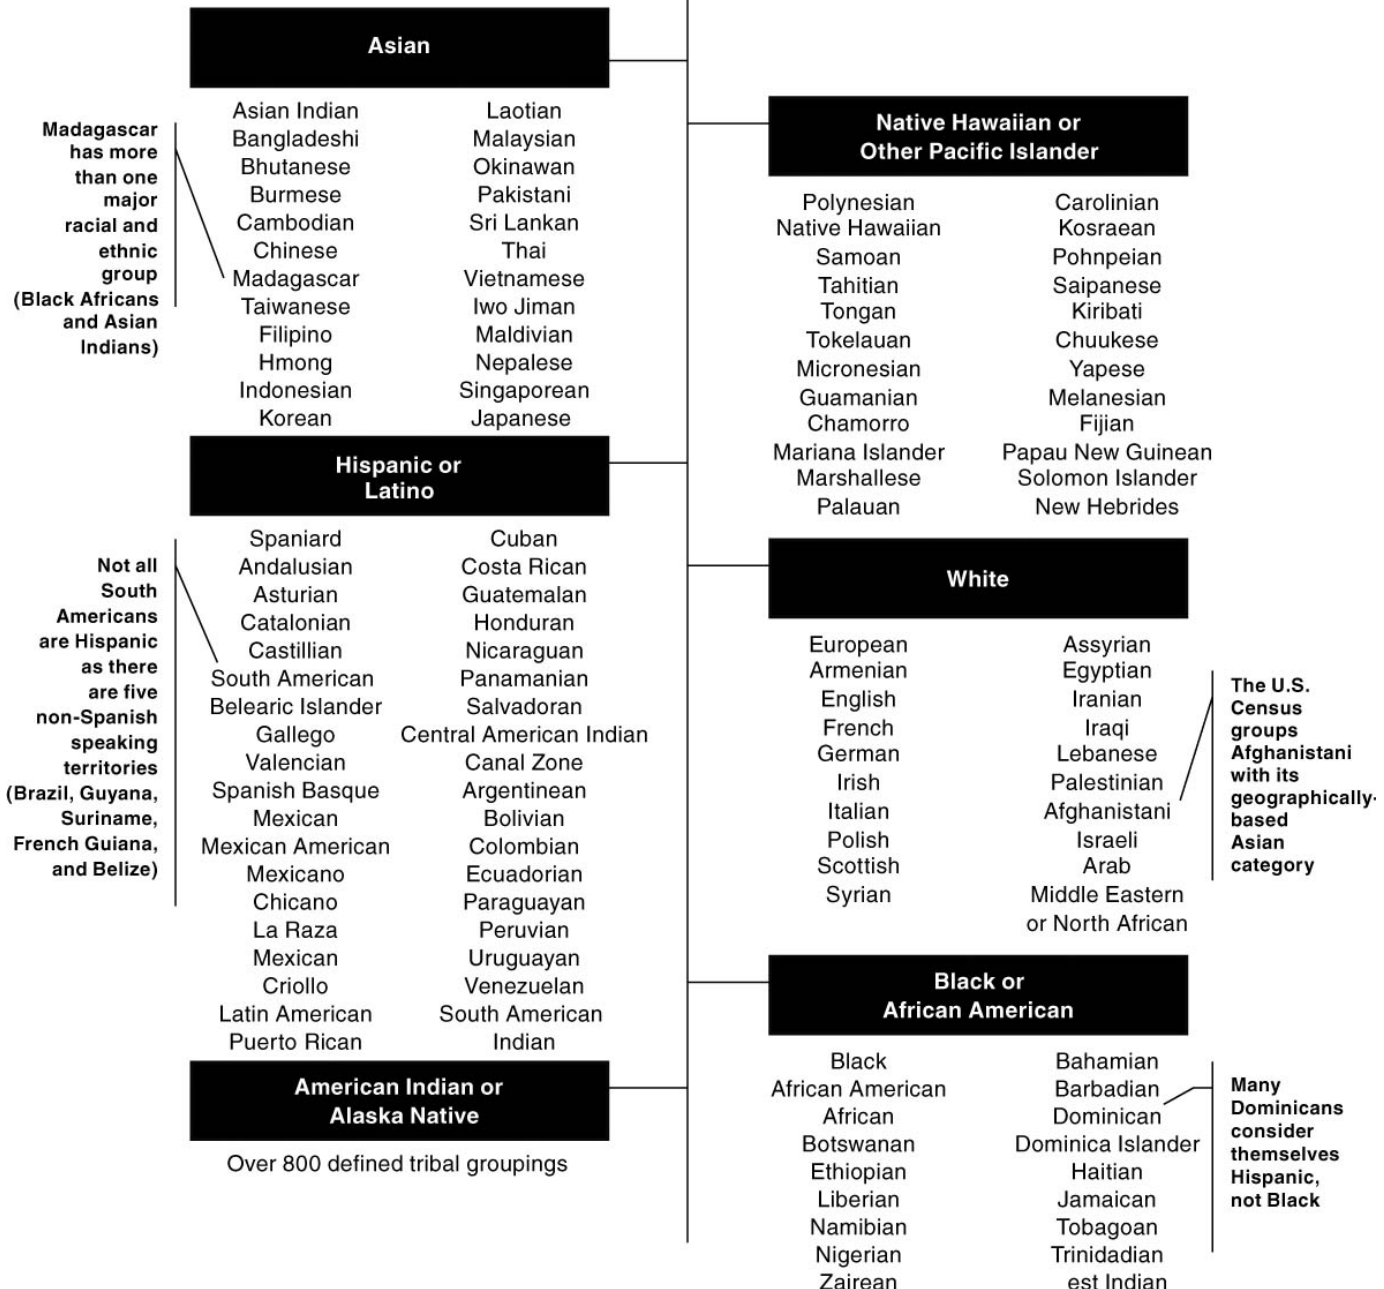 Asian
Asian Indian
Bangladeshi
Bhutanese
Burmese
Cambodian
Chinese
Madagascar
Taiwanese
Filipino
Hmong
Indonesian
Korean
Laotian
Malaysian
Okinawan
Pakistani
Sri Lankan
Thai
Vietnamese
Iwo Jiman
Maldivian
Nepalese
Singaporean
Japanese
Madagascar
has more
than one
major
racial and
ethnic
group
(Black Africans
and Asian
Indians)
Hispanic or
Latino
Spaniard
Andalusian
Asturian
Catalonian
Castillian
South American
Belearic Islander
Gallego
Valencian
Spanish Basque
Mexican
Mexican American
Mexicano
Chicano
La Raza
Mexican
Criollo
Latin American
Puerto Rican
Cuban
Costa Rican
Guatemalan
Honduran
Nicaraguan
Panamanian
Salvadoran
Central American Indian
Canal Zone
Argentinean
Bolivian
Colombian
Ecuadorian
Paraguayan
Peruvian
Uruguayan
Venezuelan
South American
Indian
Not all
South
Americans
are Hispanic
as there
are five
non-Spanish
speaking
territories
(Brazil, Guyana,
Suriname,
French Guiana,
and Belize)
American Indian or
Alaska Native
Over 800 defined tribal groupings
Native Hawaiian or
Other Pacific Islander
Polynesian
Native Hawaiian
Samoan
Tahitian
Tongan
Tokelauan
Micronesian
Guamanian
Chamorro
Mariana Islander
Marshallese
Palauan
Carolinian
Kosraean
Pohnpeian
Saipanese
Kiribati
Chuukese
Yapese
Melanesian
Fijian
Papau New Guinean
Solomon Islander
New Hebrides
White
European
Armenian
English
French
German
Irish
Italian
Polish
Scottish
Syrian
Assyrian
Egyptian
Iranian
Iraqi
Lebanese
Palestinian
Afghanistani
Israeli
Arab
Middle Eastern
or North African
The U.S.
Census
groups
Afghanistani
with its
geographically-
based
Asian
category
Black or
African American
Black
African American
African
Botswanan
Ethiopian
Liberian
Namibian
Nigerian
Zairean
Bahamian
Barbadian
Dominican
Dominica Islander
Haitian
Jamaican
Tobagoan
Trinidadian
est Indian
Many
Dominicans
consider
themselves
Hispanic,
not Black